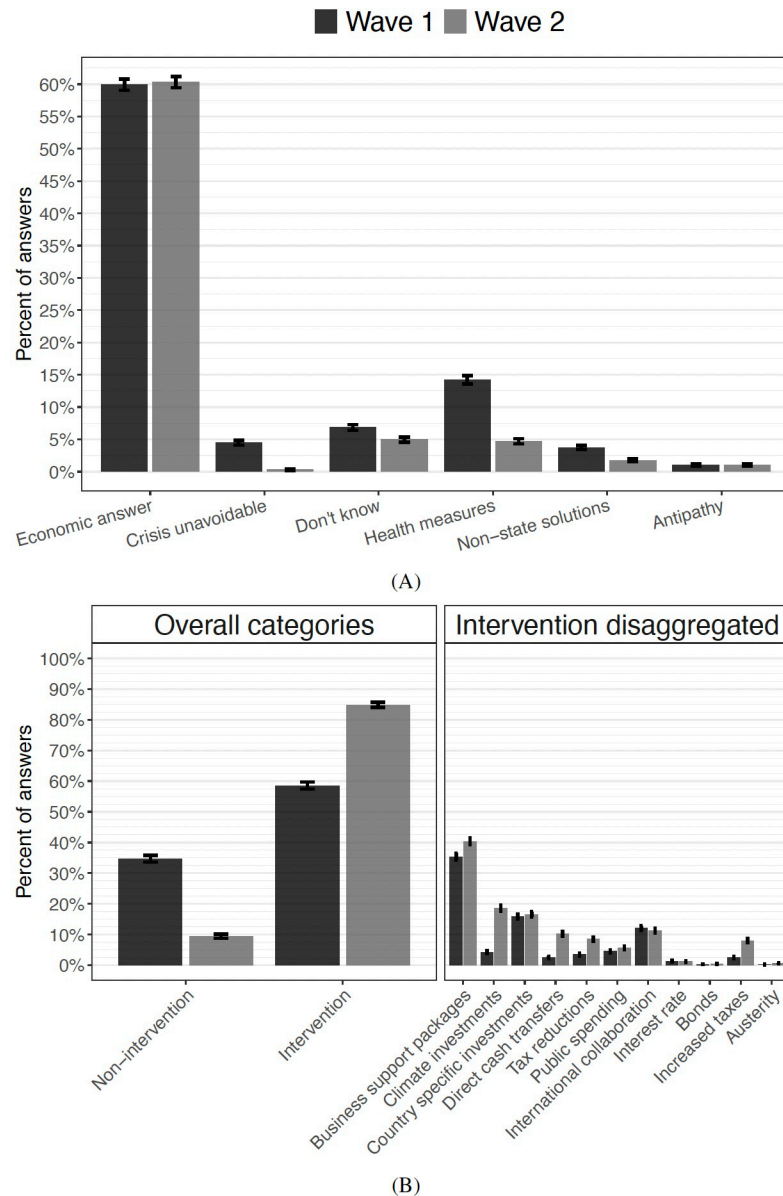 Wave 1 Wave 2
Percent of answers
60%
55%
50%
45%
40%
35%
30%
25%
20%
15%
10%
5%
0%
Economic answer
Crisis unavoidable
Don't know
Health measures
Non−state solutions
Antipathy
(A)
Overall categories
Intervention disaggregated
Percent of answers
100%
90%
80%
70%
60%
50%
40%
30%
20%
10%
0%
Non−intervention
Intervention
Business support packages
Climate investments
Country specific investments
Direct cash transfers
Tax reductions
Public spending
International collaboration
Interest rate
Bonds
Increased taxes
Austerity
(B)